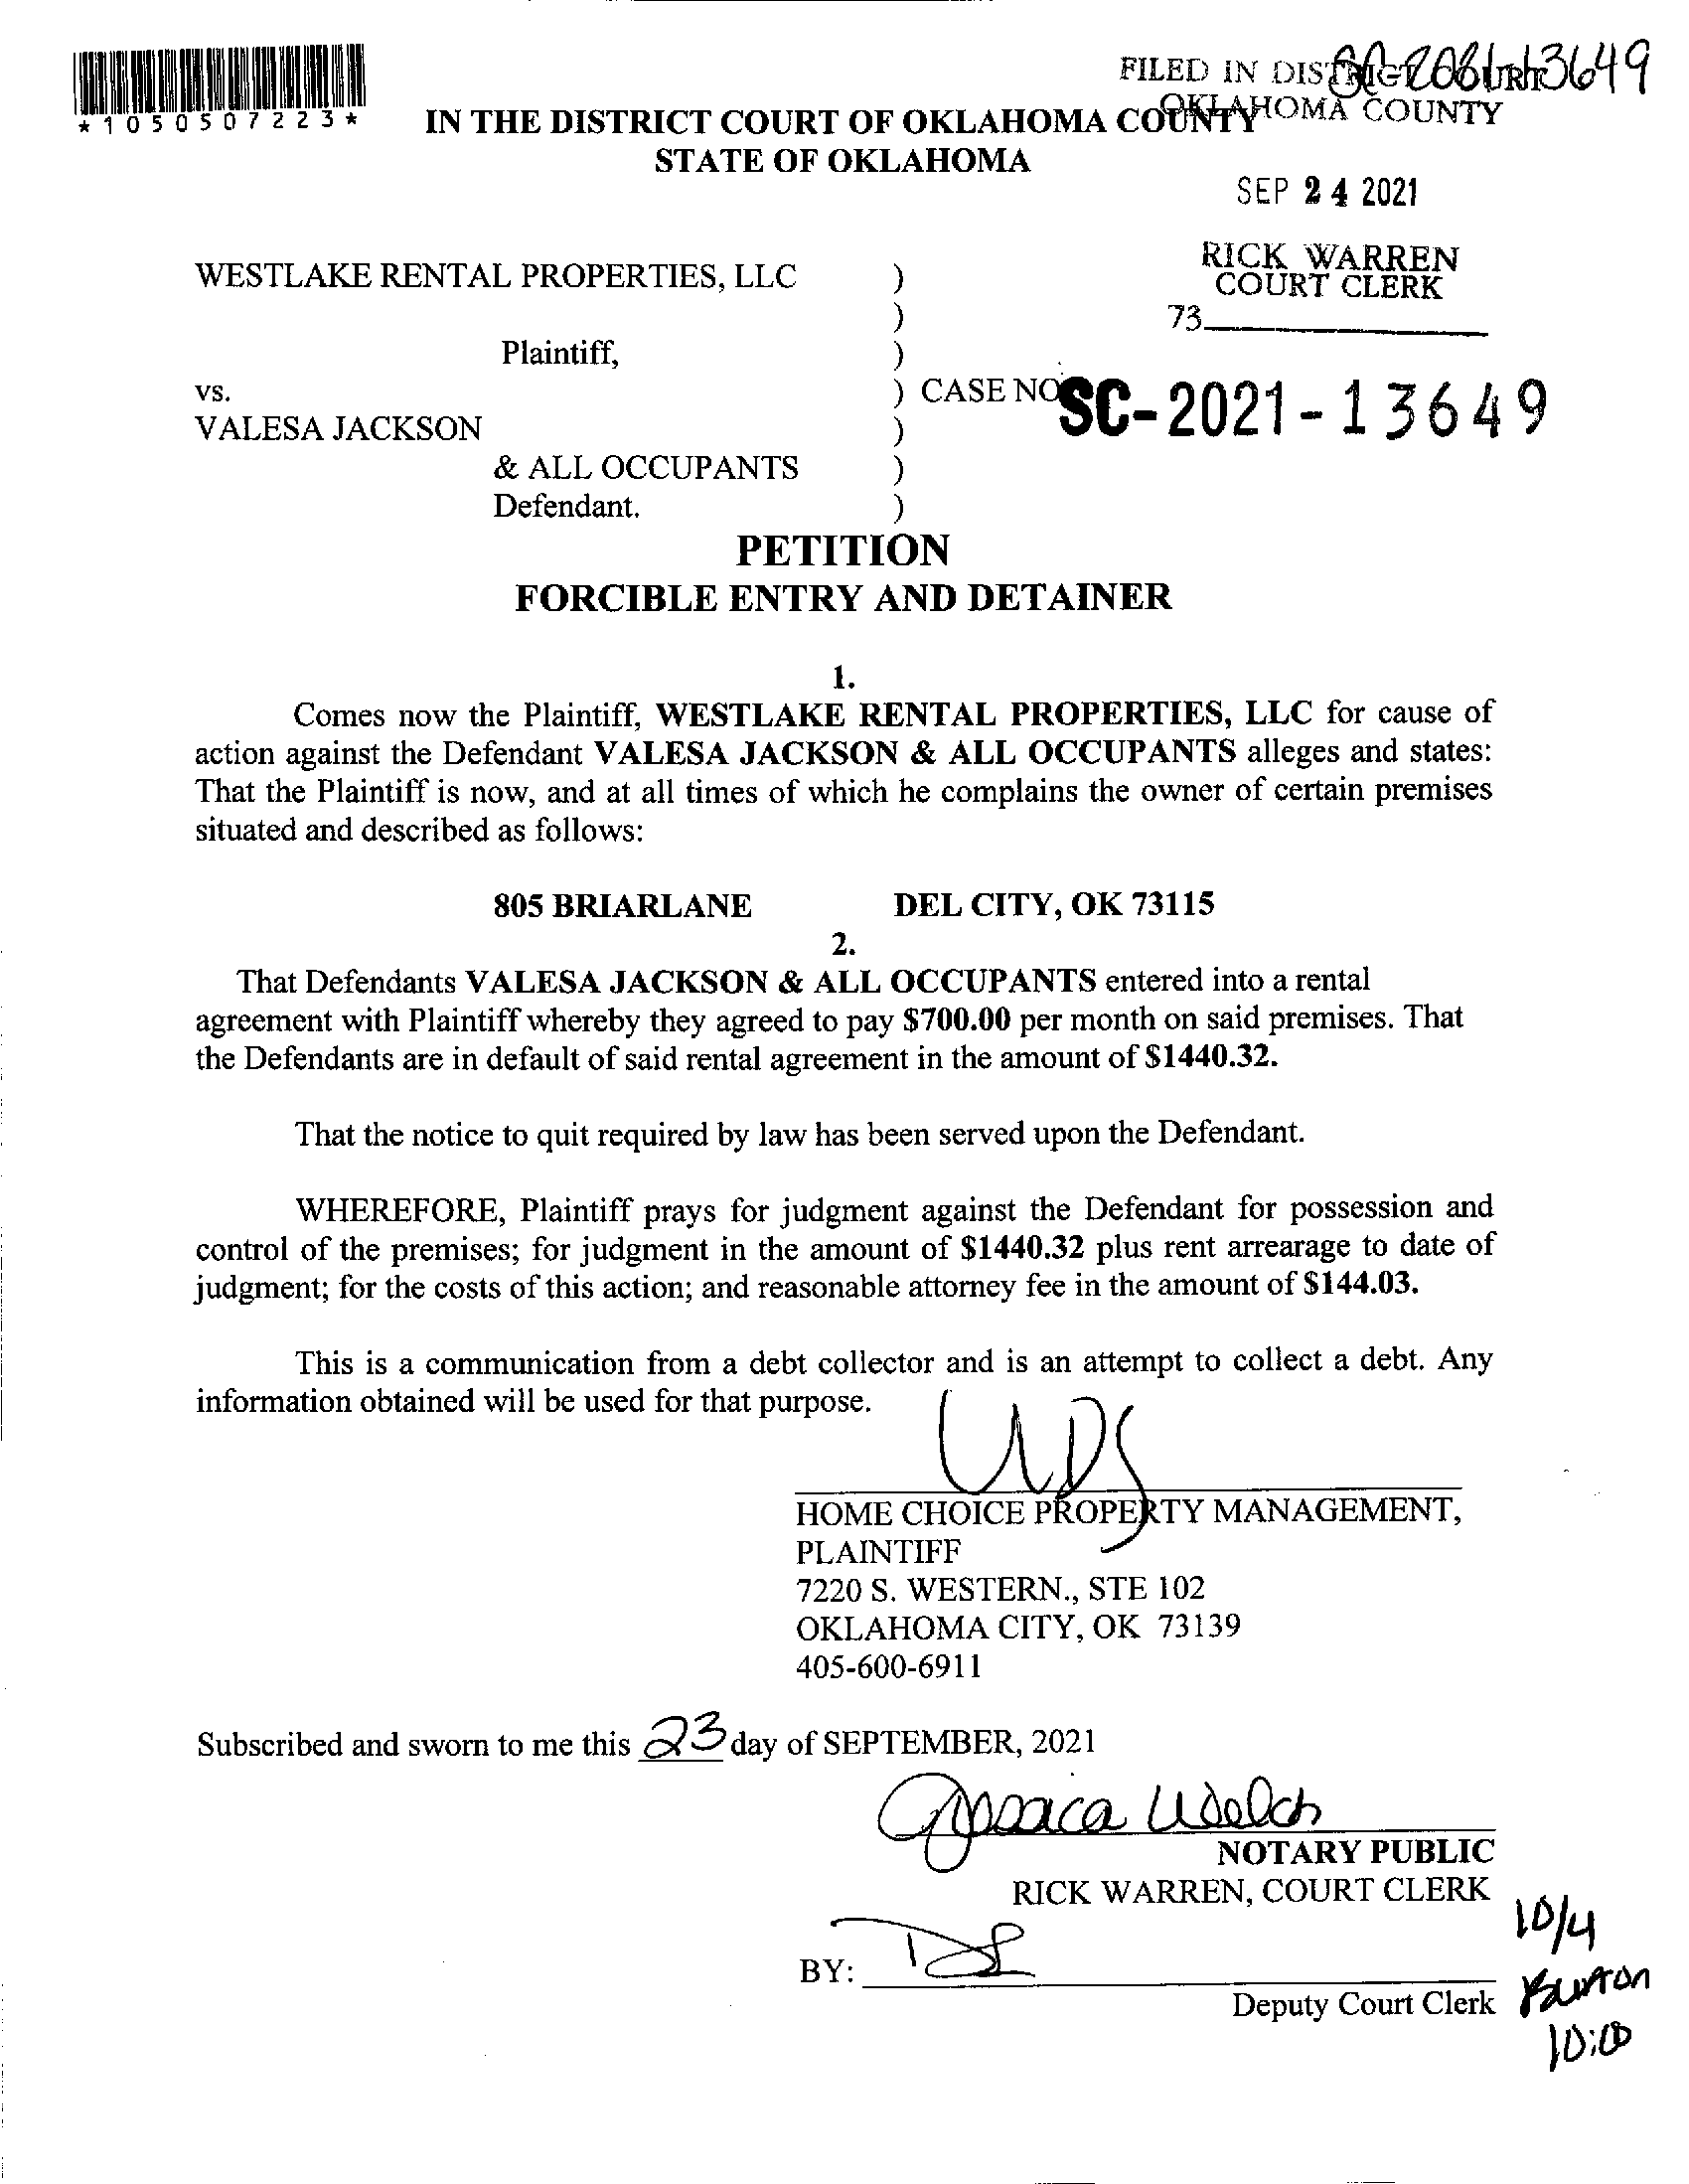 *1050507223*
FILED IN DISTRICT COURT
OKLAHOMA COUNTY
IN THE DISTRICT COURT OF OKLAHOMA COUNTY
STATE OF OKLAHOMA
SEP 24 2021
RICK WARREN
COURT CLERK
73
WESTLAKE RENTAL PROPERTIES, LLC )
)
Plaintiff, )
vs. ) CASE NO SC-2021-13649
VALESA JACKSON )
& ALL OCCUPANTS )
Defendant. )
PETITION
FORCIBLE ENTRY AND DETAINER
1.
Comes now the Plaintiff, WESTLAKE RENTAL PROPERTIES, LLC for cause of
action against the Defendant VALESA JACKSON & ALL OCCUPANTS alleges and states:
That the Plaintiff is now, and at all times of which he complains the owner of certain premises
situated and described as follows:
805 BRIARLANE DEL CITY, OK 73115
2.
That Defendants VALESA JACKSON & ALL OCCUPANTS entered into a rental
agreement with Plaintiff whereby they agreed to pay $700.00 per month on said premises. That
the Defendants are in default of said rental agreement in the amount of $1440.32.
That the notice to quit required by law has been served upon the Defendant.
WHEREFORE, Plaintiff prays for judgment against the Defendant for possession and
control of the premises; for judgment in the amount of $1440.32 plus rent arrearage to date of
judgment; for the costs of this action; and reasonable attorney fee in the amount of $144.03.
This is a communication from a debt collector and is an attempt to collect a debt. Any
information obtained will be used for that purpose.
HOME CHOICE PROPERTY MANAGEMENT,
PLAINTIFF
7220 S. WESTERN., STE 102
OKLAHOMA CITY, OK 73139
405-600-6911
Subscribed and sworn to me this 23 day of SEPTEMBER, 2021
Jessica Welch
NOTARY PUBLIC
RICK WARREN, COURT CLERK
10/4
BY:
Deputy Court Clerk
10:00